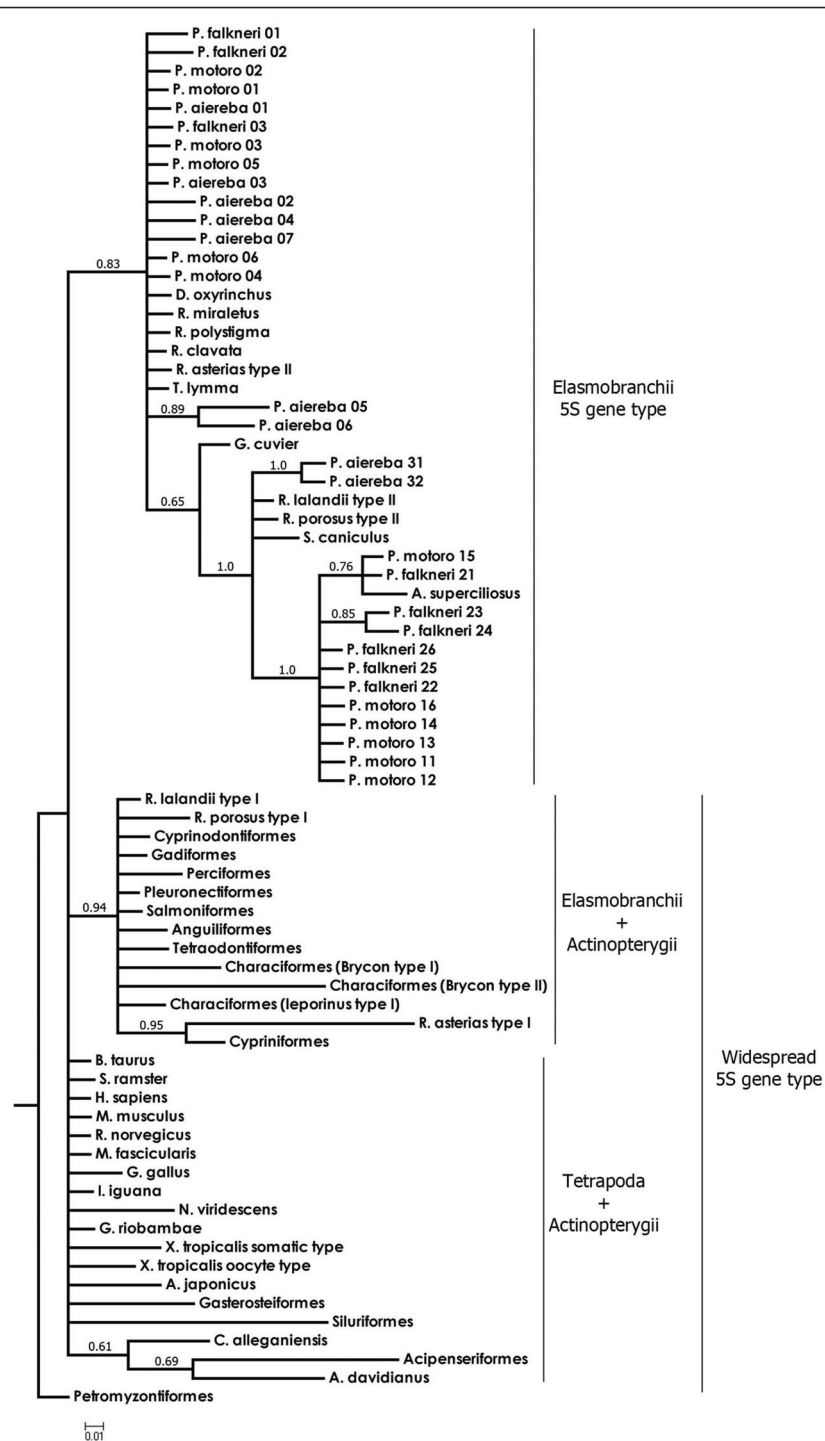 P. falkneri 01
P. falkneri 02
P. motoro 02
P. motoro 01
P. aiereba 01
P. falkneri 03
P. motoro 03
P. motoro 05
P. aiereba 03
P. aiereba 02
P. aiereba 04
P. aiereba 07
P. motoro 06
0.83
P. motoro 04
D. oxyrinchus
R. miraletus
R. polystigma
R. clavata
R. asterias type II
T. lymma
Elasmobranchii
5S gene type
0.89
P. aiereba 05
P. aiereba 06
G. cuvier
1.0
P. aiereba 31
P. aiereba 32
0.65
R. lalandii type II
R. porosus type II
S. caniculus
P. motoro 15
1.0
0.76
P. falkneri 21
A. superciliosus
0.85
P. falkneri 23
P. falkneri 24
P. falkneri 26
1.0
P. falkneri 25
P. falkneri 22
P. motoro 16
P. motoro 14
P. motoro 13
P. motoro 11
P. motoro 12
R. lalandii type I
R. porosus type I
Cyprinodontiformes
Gadiformes
Perciformes
Pleuronectiformes
0.94
Salmoniformes
Anguiliformes
Tetraodontiformes
Characiformes (Brycon type I)
Characiformes (Brycon type II)
Characiformes (leporinus type I)
0.95
R. asterias type I
Cypriniformes
Elasmobranchii
+
Actinopterygii
Widespread
5S gene type
B. taurus
S. ramster
H. sapiens
M. musculus
R. norvegicus
M. fascicularis
G. gallus
I. iguana
N. viridescens
G. riobambae
X. tropicalis somatic type
X. tropicalis oocyte type
A. japonicus
Gasterosteiformes
Siluriformes
Tetrapoda
+
Actinopterygii
0.61
C. alleganiensis
0.69
Acipenseriformes
A. davidianus
Petromyzontiformes
0.01